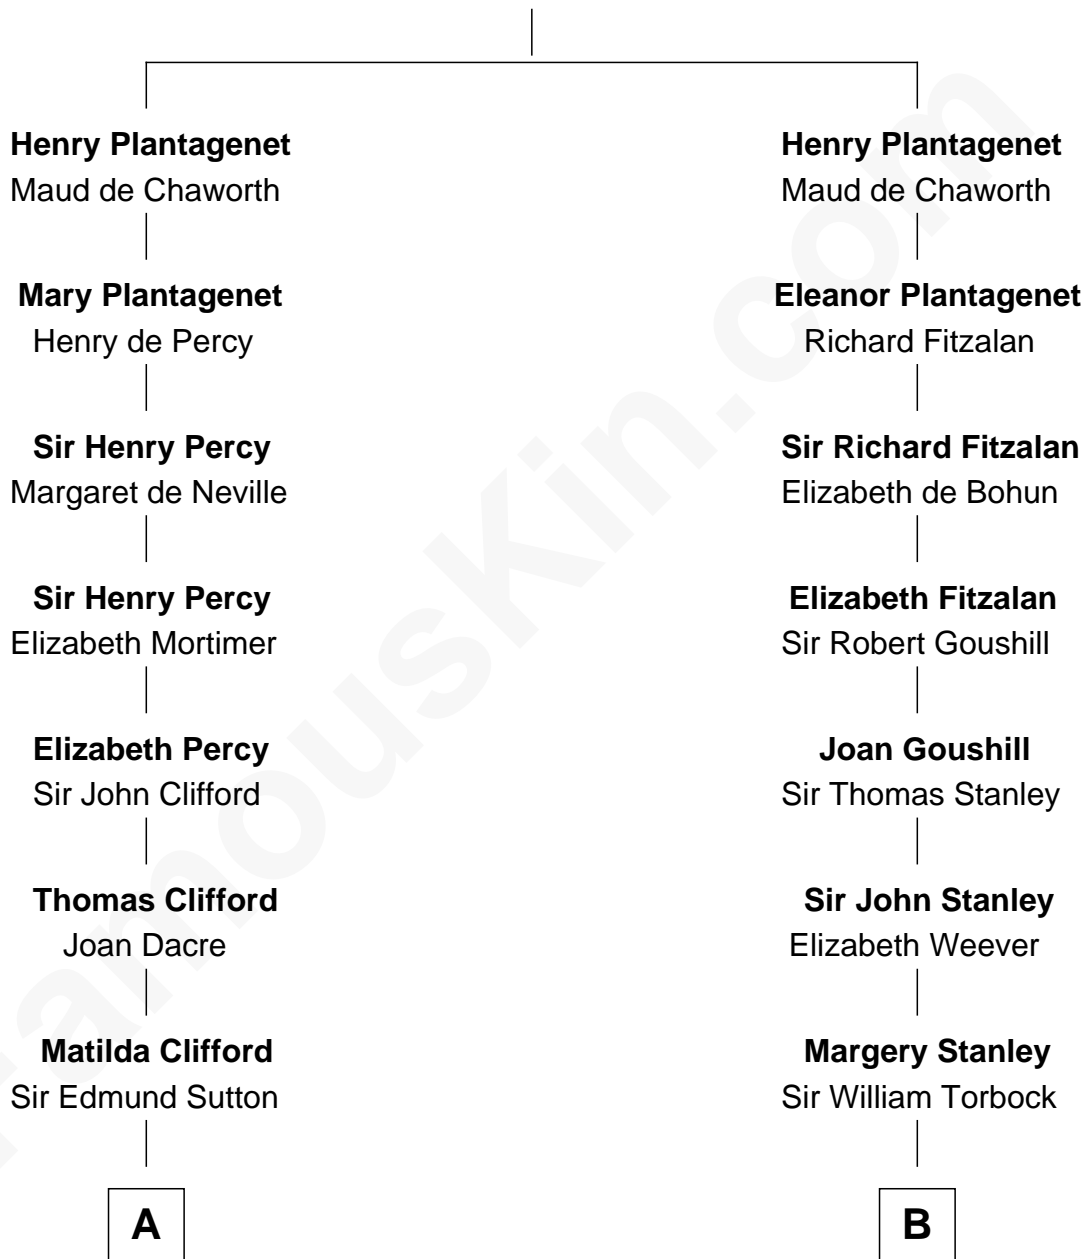 Henry Plantagenet
Maud de Chaworth
Mary Plantagenet
Henry de Percy
Sir Henry Percy
Margaret de Neville
Sir Henry Percy
Elizabeth Mortimer
Elizabeth Percy
Sir John Clifford
Thomas Clifford
Joan Dacre
Matilda Clifford
Sir Edmund Sutton
A
Henry Plantagenet
Maud de Chaworth
Eleanor Plantagenet
Richard Fitzalan
Sir Richard Fitzalan
Elizabeth de Bohun
Elizabeth Fitzalan
Sir Robert Goushill
Joan Goushill
Sir Thomas Stanley
Sir John Stanley
Elizabeth Weever
Margery Stanley
Sir William Torbock
B
FamousKin.com